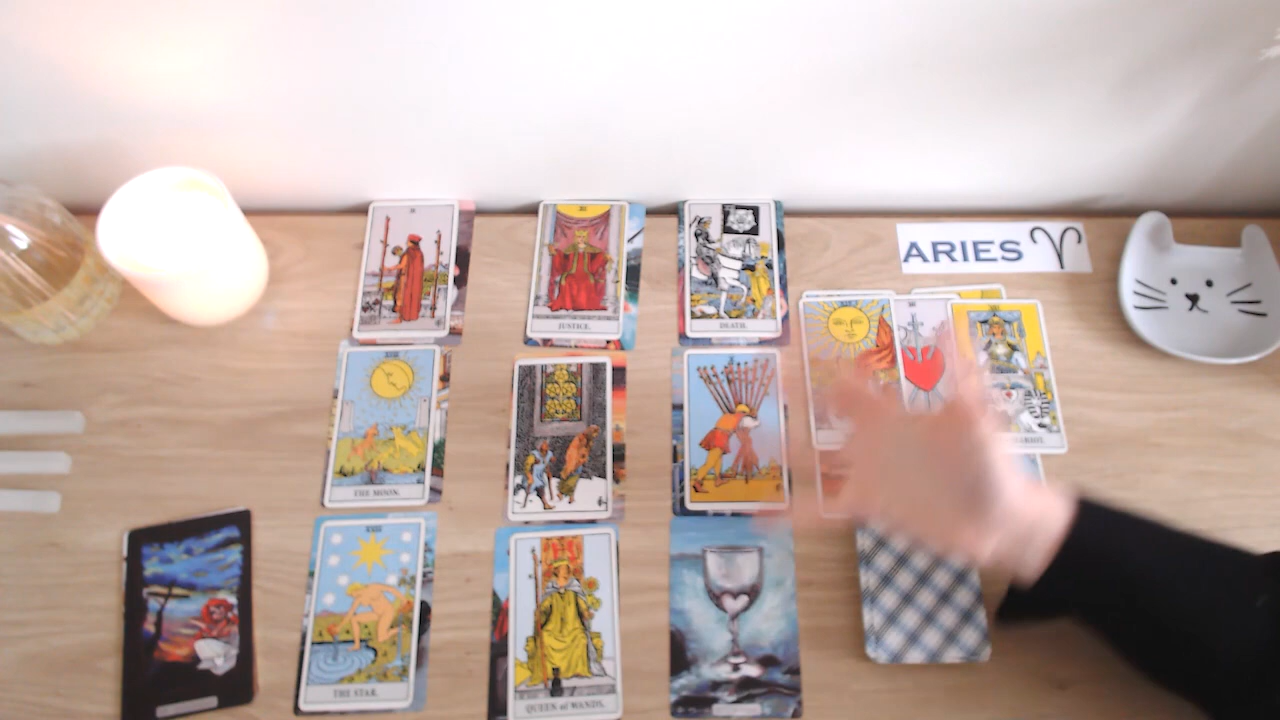 ARIES
JUSTICE.
DEATH.
THE MOON.
THE STAR.
QUEEN of WANDS.